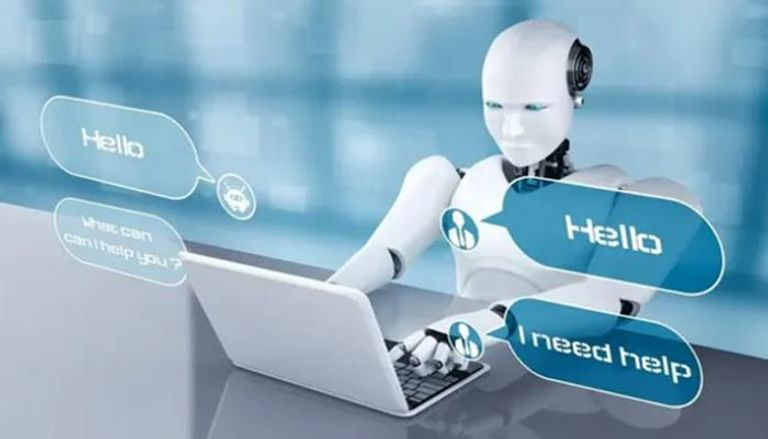 Hello
What can
can i help you ?
Hello
I need help